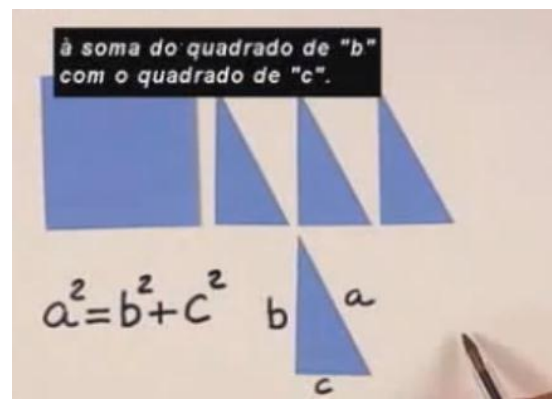 à soma do quadrado de "b"
com o quadrado de "c".
a²=b²+c²
b
a
c